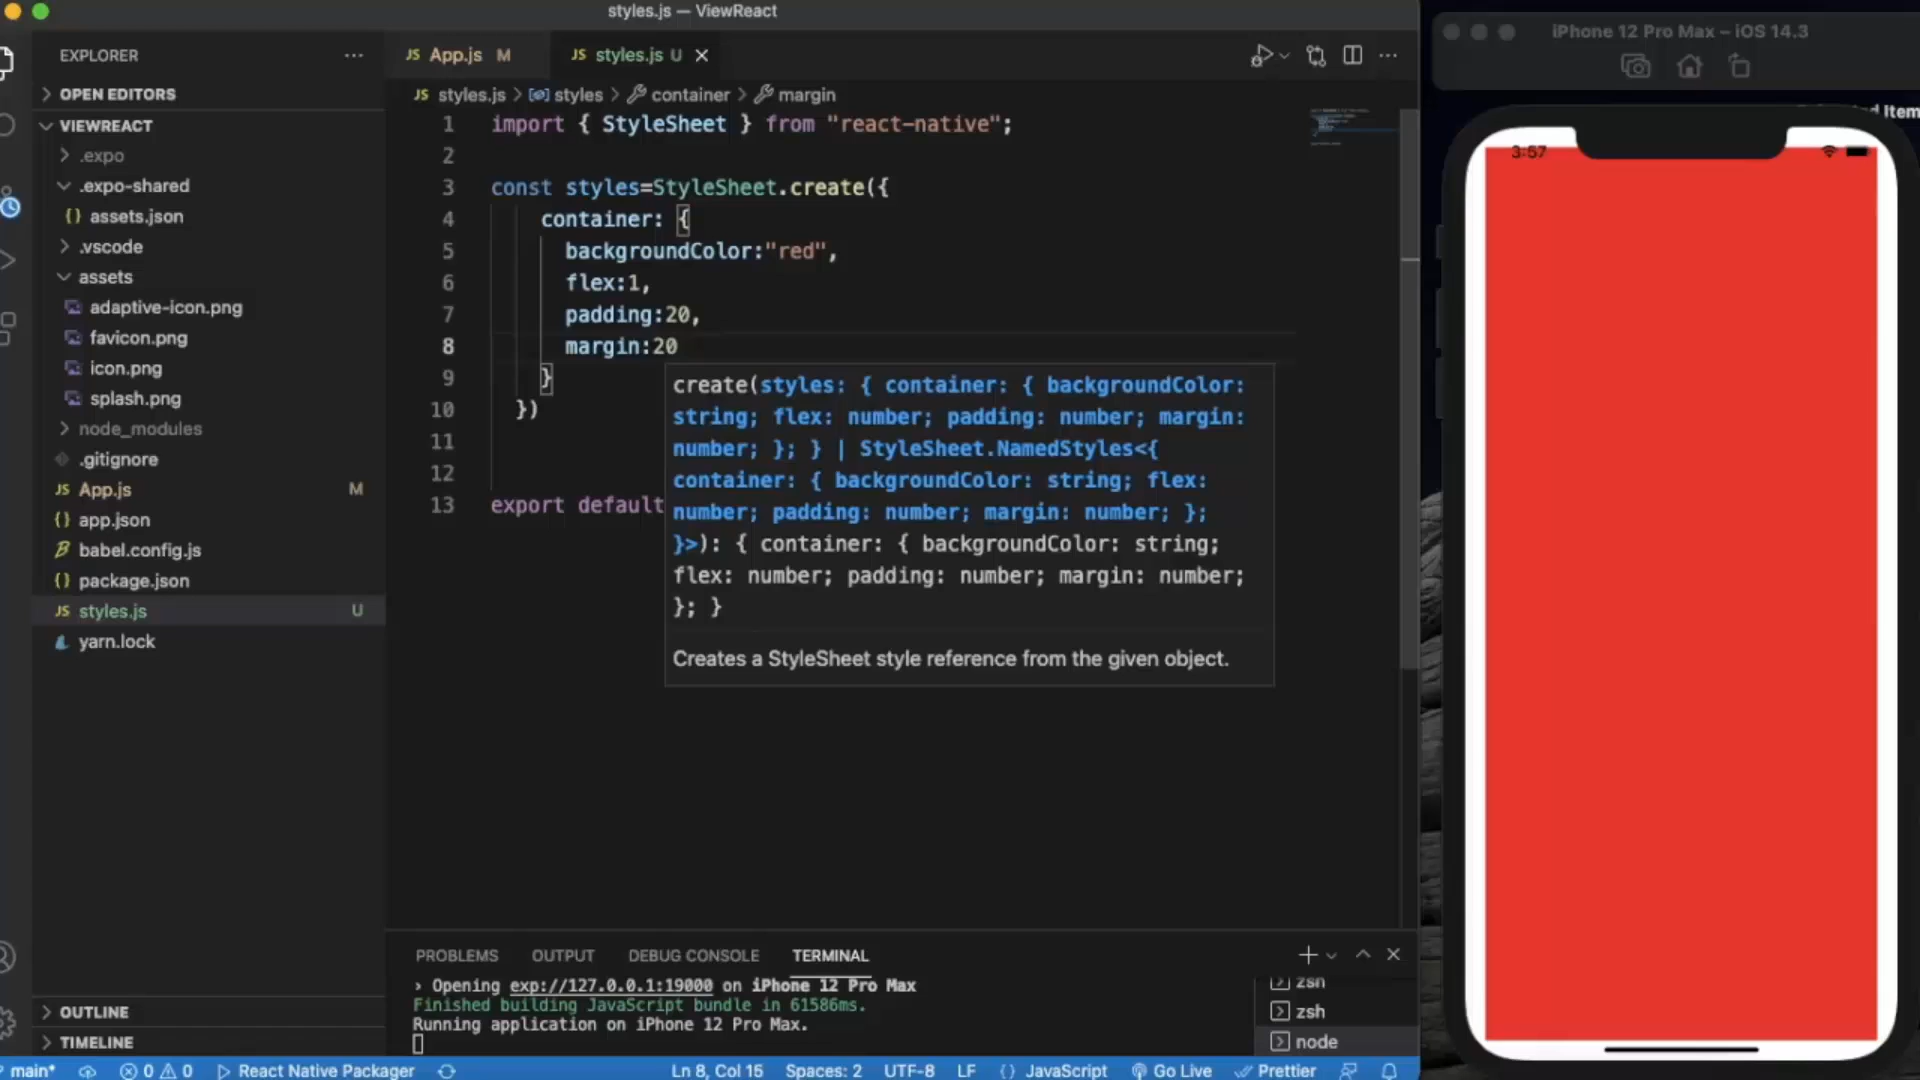 styles.js — ViewReact
EXPLORER
OPEN EDITORS
VIEWREACT
.expo
.expo-shared
assets.json
.vscode
assets
adaptive-icon.png
favicon.png
icon.png
splash.png
node_modules
.gitignore
App.js M
app.json
babel.config.js
package.json
styles.js U
yarn.lock
OUTLINE
TIMELINE
JS App.js M
JS styles.js U
JS styles.js > styles > container > margin
1 import { StyleSheet } from "react-native";
2
3 const styles=StyleSheet.create({
4 container: {
5 backgroundColor:"red",
6 flex:1,
7 padding:20,
8 margin:20
9 }
10 })
11
12
13 export default
create(styles: { container: { backgroundColor:
string; flex: number; padding: number; margin:
number; }; } | StyleSheet.NamedStyles<{
container: { backgroundColor: string; flex:
number; padding: number; margin: number; };
}>): { container: { backgroundColor: string;
flex: number; padding: number; margin: number;
}; }
Creates a StyleSheet style reference from the given object.
PROBLEMS OUTPUT DEBUG CONSOLE TERMINAL
› Opening exp://127.0.0.1:19000 on iPhone 12 Pro Max
Finished building JavaScript bundle in 61586ms.
Running application on iPhone 12 Pro Max.
zsh
zsh
node
main* 0 0 React Native Packager Ln 8, Col 15 Spaces: 2 UTF-8 LF {} JavaScript Go Live Prettier
iPhone 12 Pro Max – iOS 14.3
Item
3:57